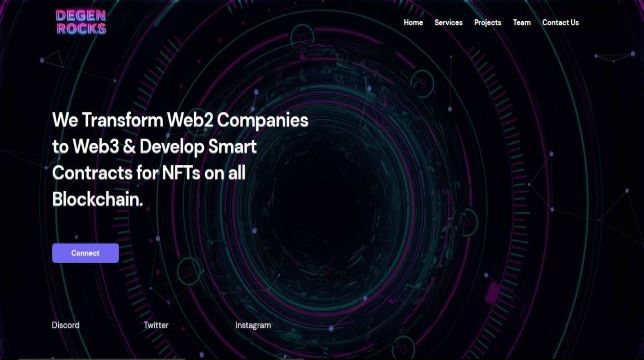 DEGEN
ROCKS
Home Services Projects Team Contact Us
We Transform Web2 Companies
to Web3 & Develop Smart
Contracts for NFTs on all
Blockchain.
Connect
Discord Twitter Instagram